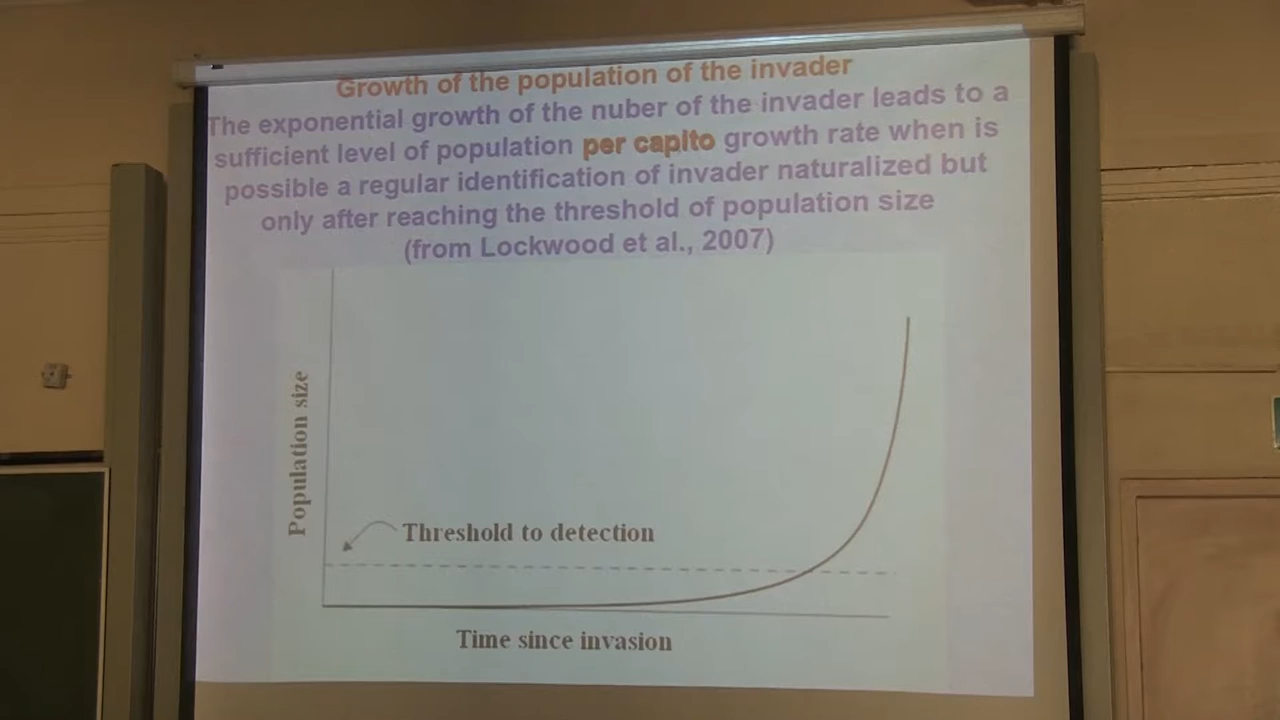 Growth of the population of the invader
The exponential growth of the nuber of the invader leads to a
sufficient level of population per capito growth rate when is
possible a regular identification of invader naturalized but
only after reaching the threshold of population size
(from Lockwood et al., 2007)
Population size
Threshold to detection
Time since invasion